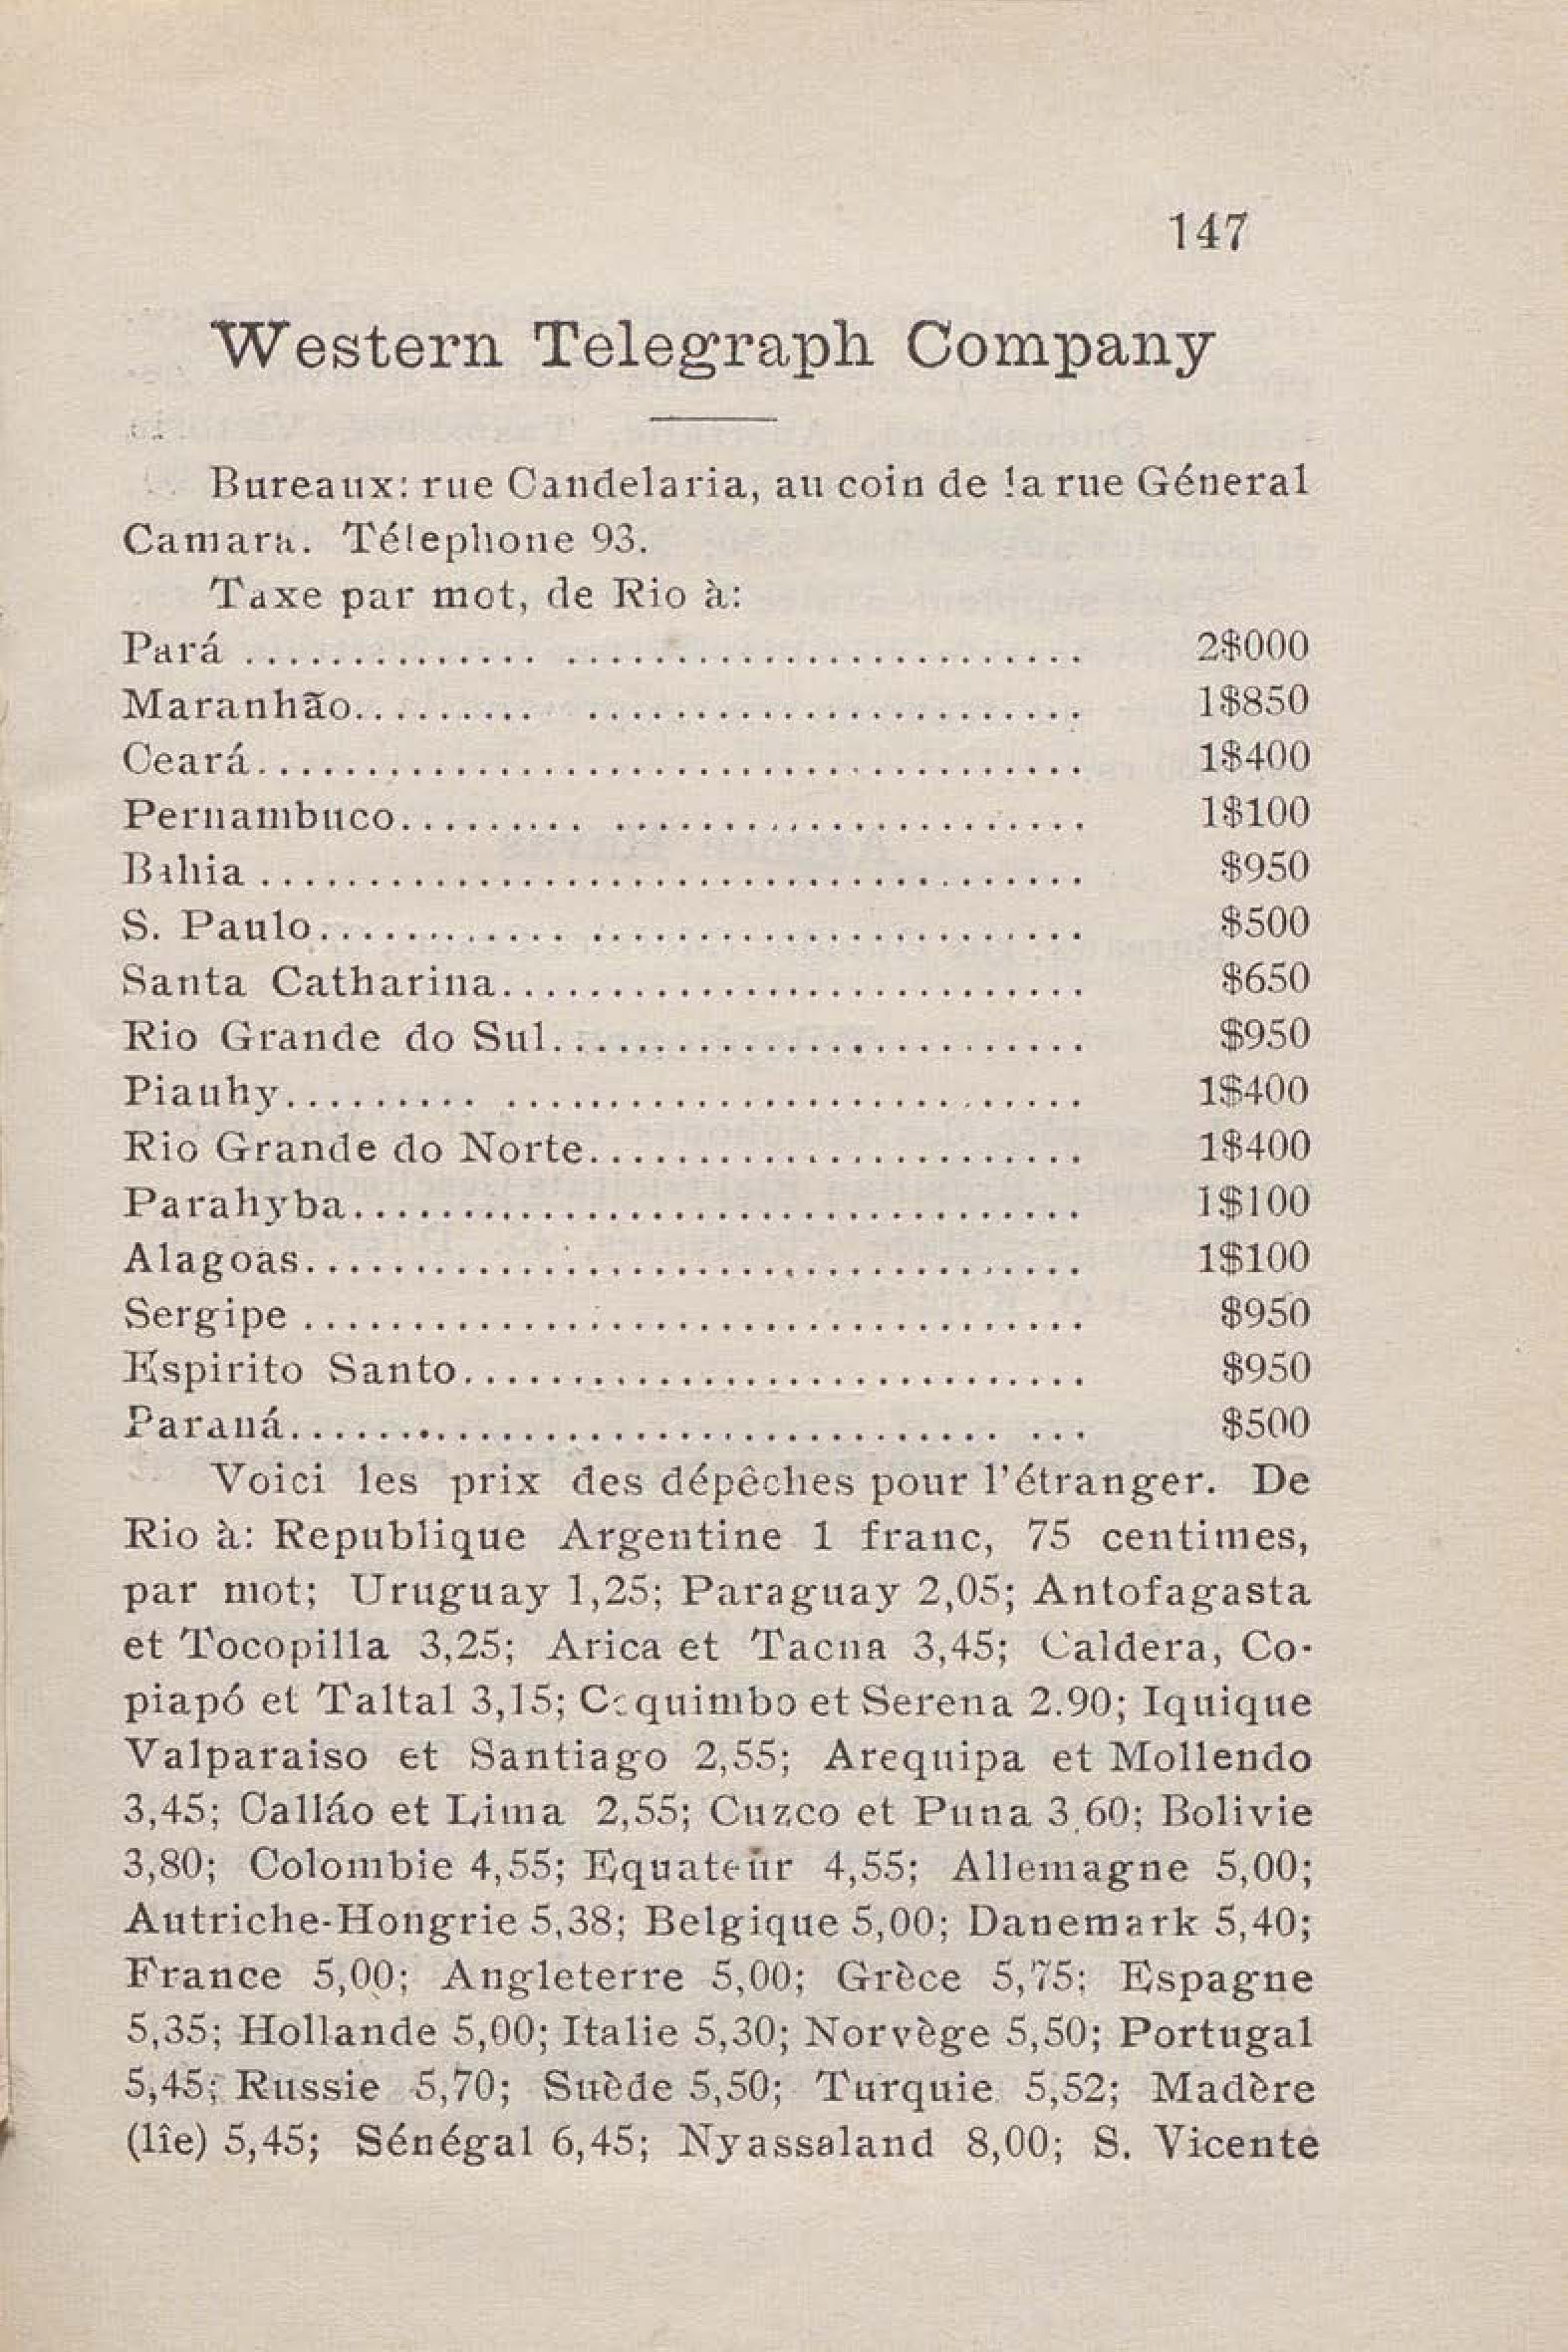 147
Western Telegraph Company
Bureaux: rue Candelaria, au coin de la rue Géneral
Camara. Télephone 93.
Taxe par mot, de Rio à:
Pará .................................... 2$000
Maranhão.............................. 1$850
Ceará.................................... 1$400
Pernambuco............................ 1$100
Bahia .................................... $950
S. Paulo................................. $500
Santa Catharina........................ $650
Rio Grande do Sul..................... $950
Piauhy................................... 1$400
Rio Grande do Norte.................. 1$400
Parahyba................................ 1$100
Alagoas.................................. 1$100
Sergipe .................................. $950
Espirito Santo.......................... $950
Paraná................................... $500
Voici les prix des dépêches pour l'étranger. De
Rio à: Republique Argentine 1 franc, 75 centimes,
par mot; Uruguay 1,25; Paraguay 2,05; Antofagasta
et Tocopilla 3,25; Arica et Tacna 3,45; Caldera, Co-
piapó et Taltal 3,15; Coquimbo et Serena 2.90; Iquique
Valparaiso et Santiago 2,55; Arequipa et Mollendo
3,45; Calláo et Lima 2,55; Cuzco et Puna 3,60; Bolivie
3,80; Colombie 4,55; Equateur 4,55; Allemagne 5,00;
Autriche-Hongrie 5,38; Belgique 5,00; Danemark 5,40;
France 5,00; Angleterre 5,00; Grèce 5,75; Espagne
5,35; Hollande 5,00; Italie 5,30; Norvège 5,50; Portugal
5,45; Russie 5,70; Suède 5,50; Turquie 5,52; Madère
(lîe) 5,45; Sénégal 6,45; Nyassaland 8,00; S. Vicente